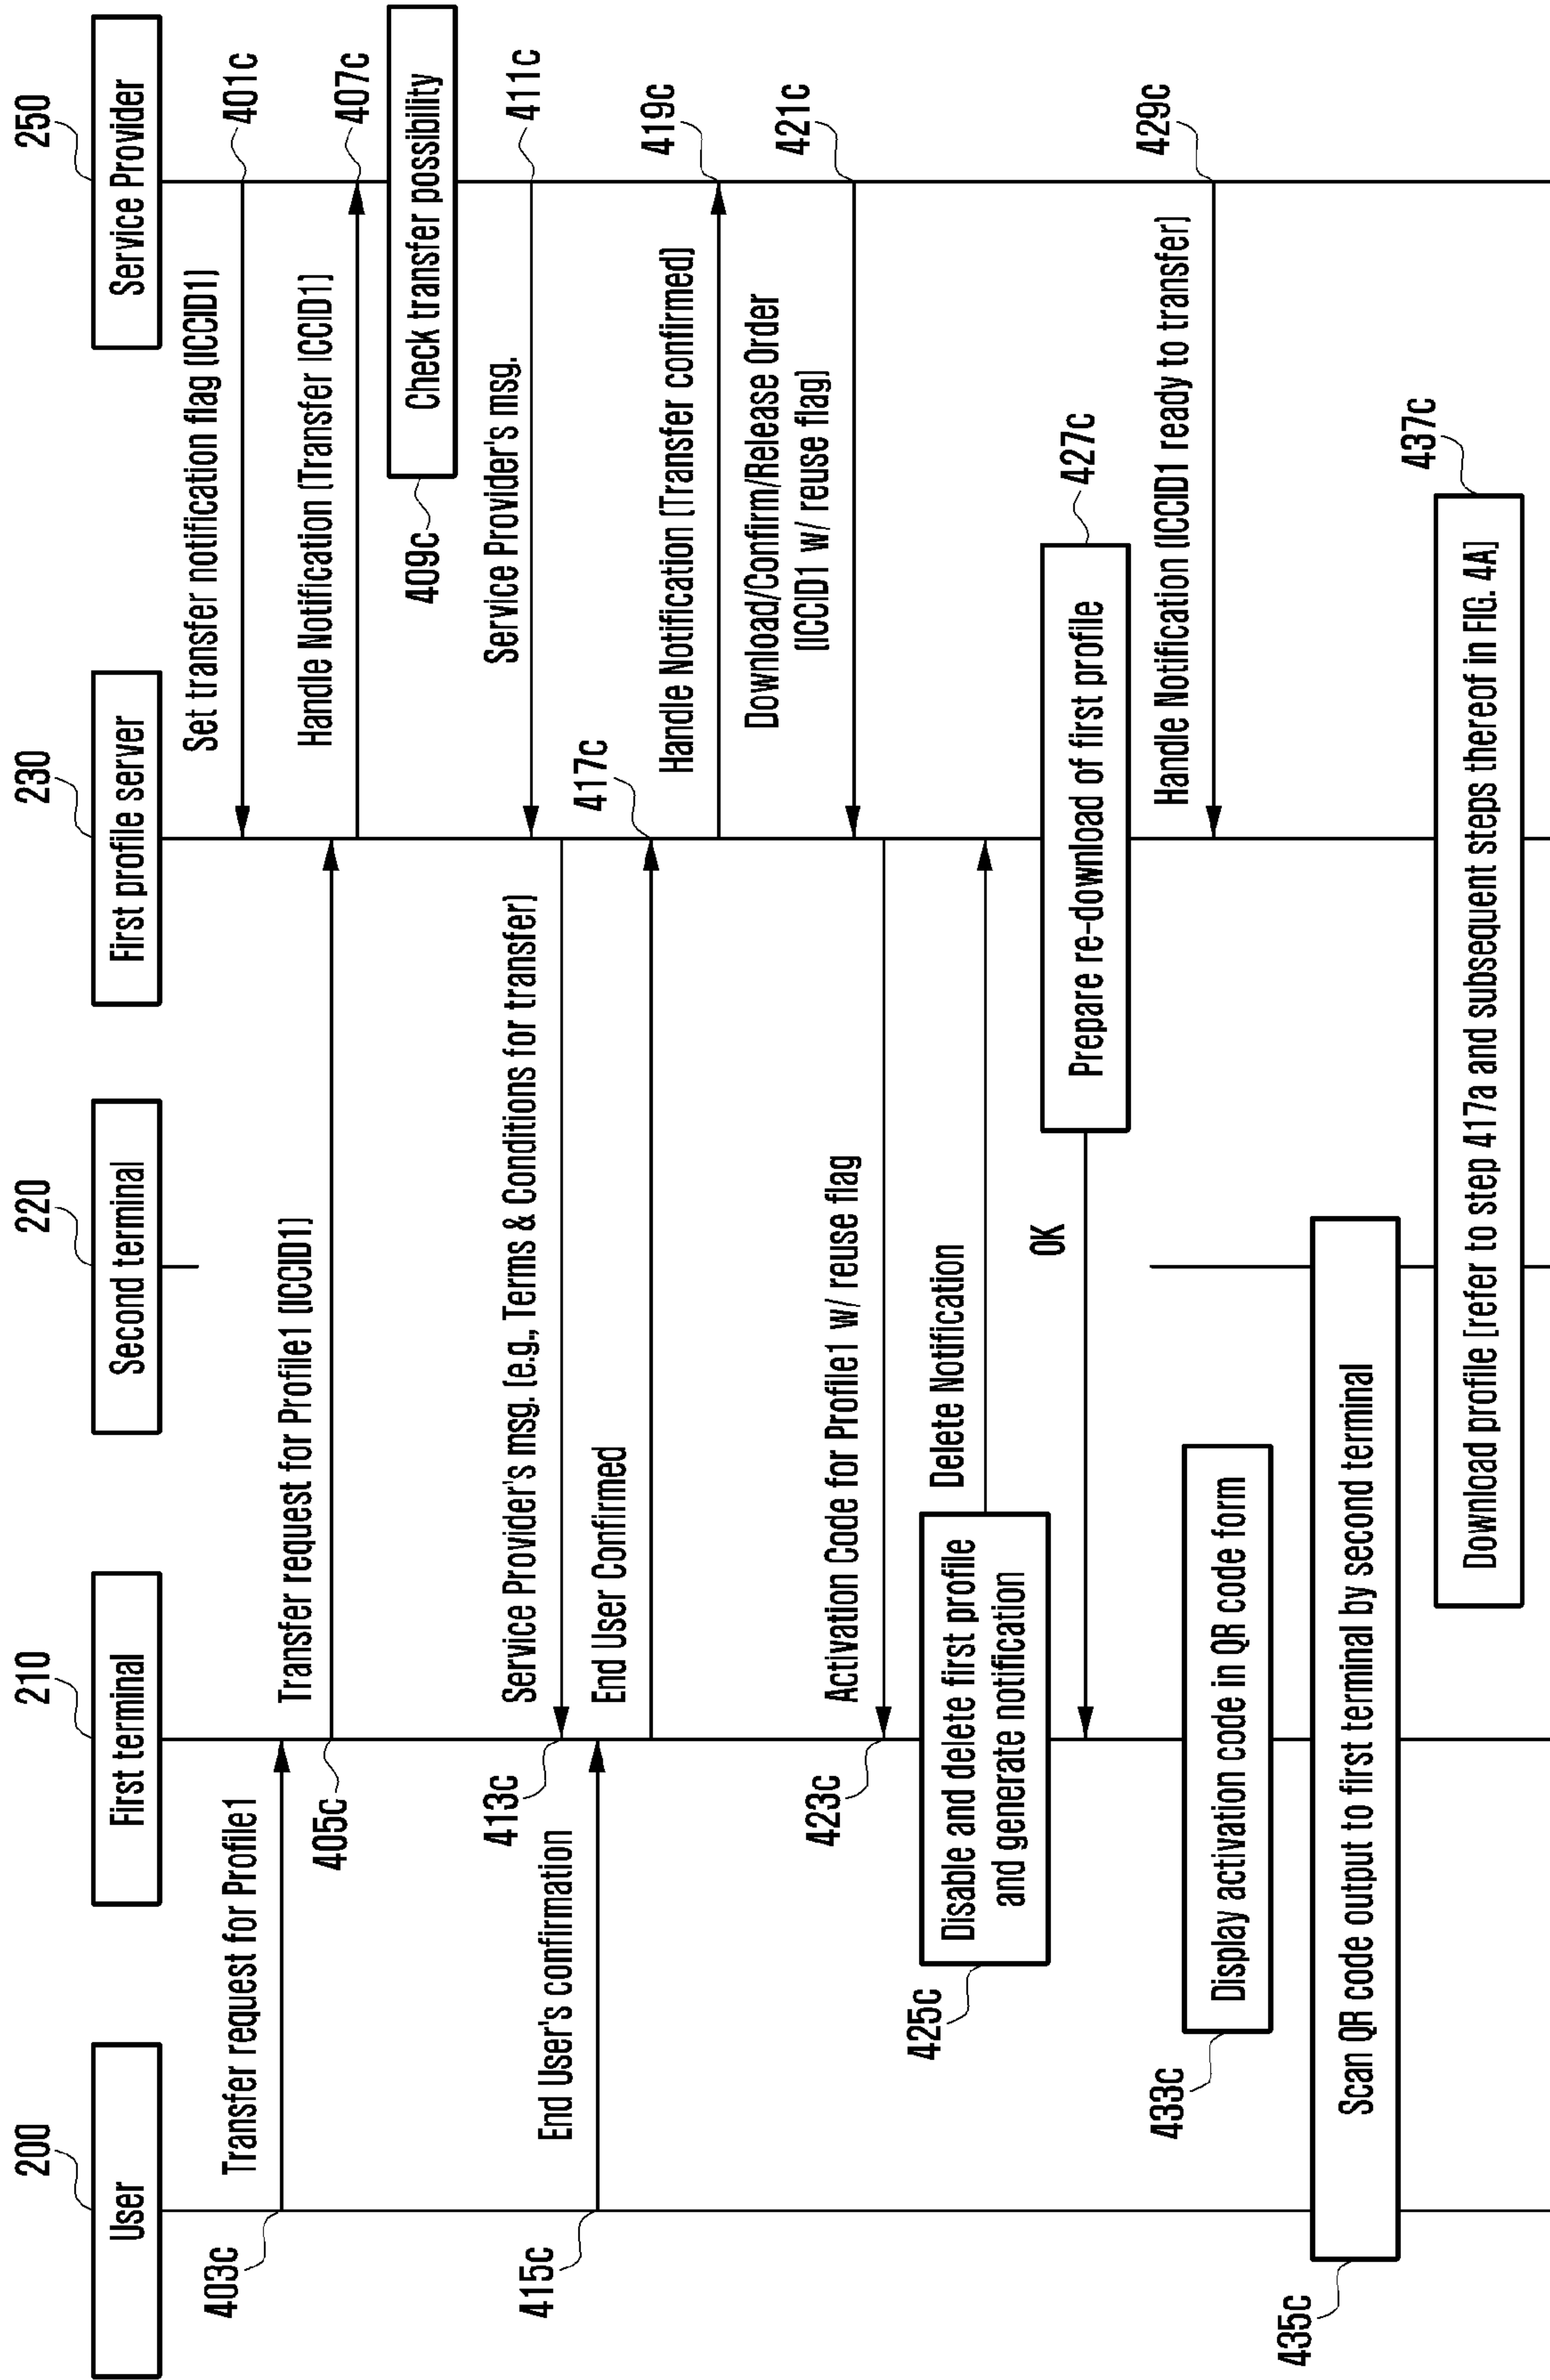 200
210
220
230
250
User
First terminal
Second terminal
First profile server
Service Provider
Set transfer notification flag (ICCID1)
401c
403c
Transfer request for Profile1
Transfer request for Profile1 (ICCID1)
405c
Handle Notification (Transfer ICCID1)
407c
409c
Check transfer possibility
Service Provider's msg.
411c
413c
Service Provider's msg. (e.g., Terms & Conditions for transfer)
415c
End User's confirmation
End User Confirmed
417c
Handle Notification (Transfer confirmed)
419c
Download/Confirm/Release Order
(ICCID1 w/ reuse flag)
421c
423c
Activation Code for Profile1 w/ reuse flag
425c
Disable and delete first profile
and generate notification
Delete Notification
Prepare re-download of first profile
427c
OK
Handle Notification (ICCID1 ready to transfer)
429c
433c
Display activation code in QR code form
435c
Scan QR code output to first terminal by second terminal
Download profile [refer to step 417a and subsequent steps thereof in FIG. 4A]
437c